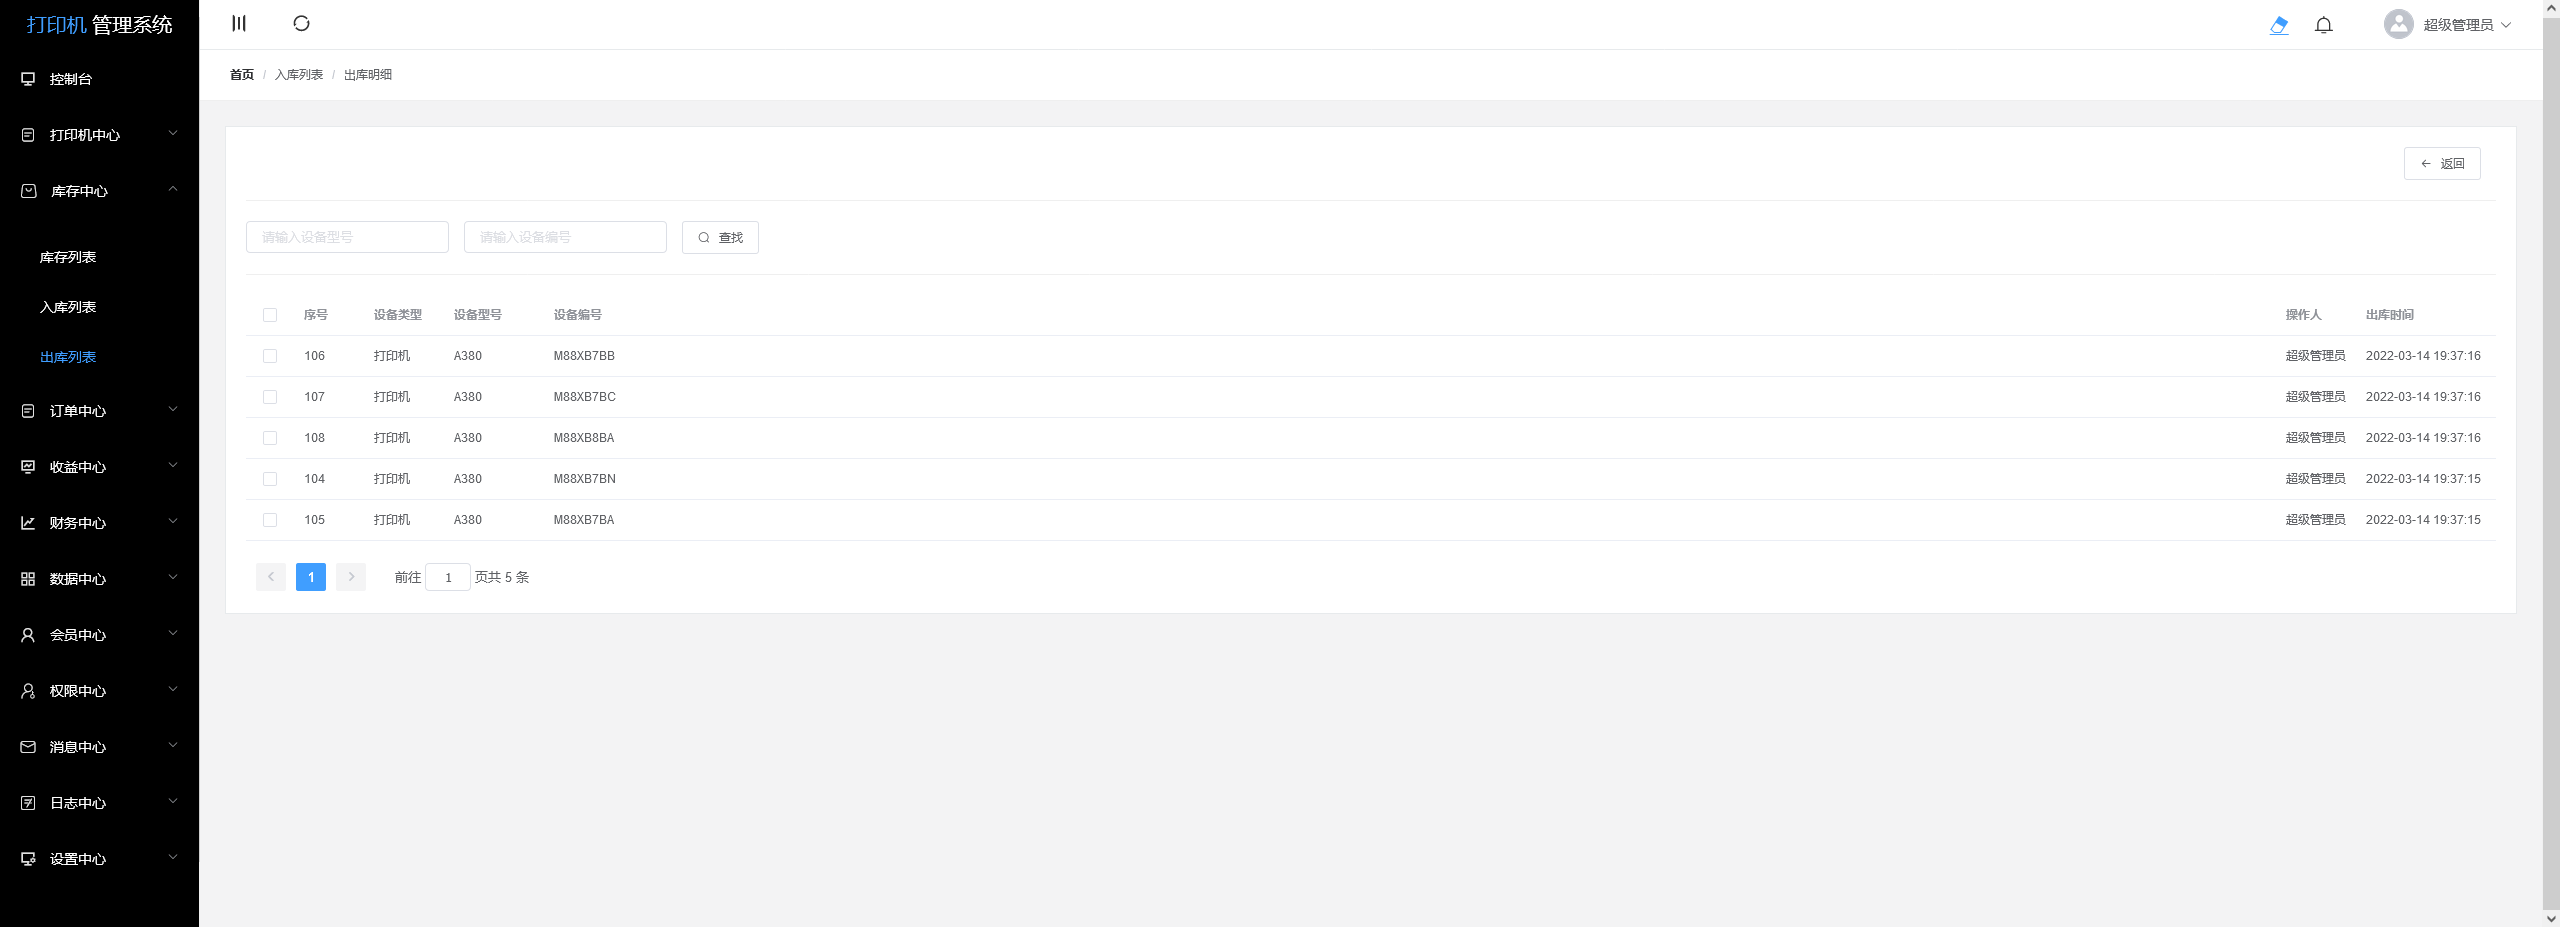 打印机 管理系统
超级管理员
首页 / 入库列表 / 出库明细
控制台
打印机中心
库存中心
库存列表
入库列表
出库列表
订单中心
收益中心
财务中心
数据中心
会员中心
权限中心
消息中心
日志中心
设置中心
返回
请输入设备型号 请输入设备编号 查找
序号 设备类型 设备型号 设备编号 操作人 出库时间
106 打印机 A380 M88XB7BB 超级管理员 2022-03-14 19:37:16
107 打印机 A380 M88XB7BC 超级管理员 2022-03-14 19:37:16
108 打印机 A380 M88XB8BA 超级管理员 2022-03-14 19:37:16
104 打印机 A380 M88XB7BN 超级管理员 2022-03-14 19:37:15
105 打印机 A380 M88XB7BA 超级管理员 2022-03-14 19:37:15
1 前往 1 页共 5 条